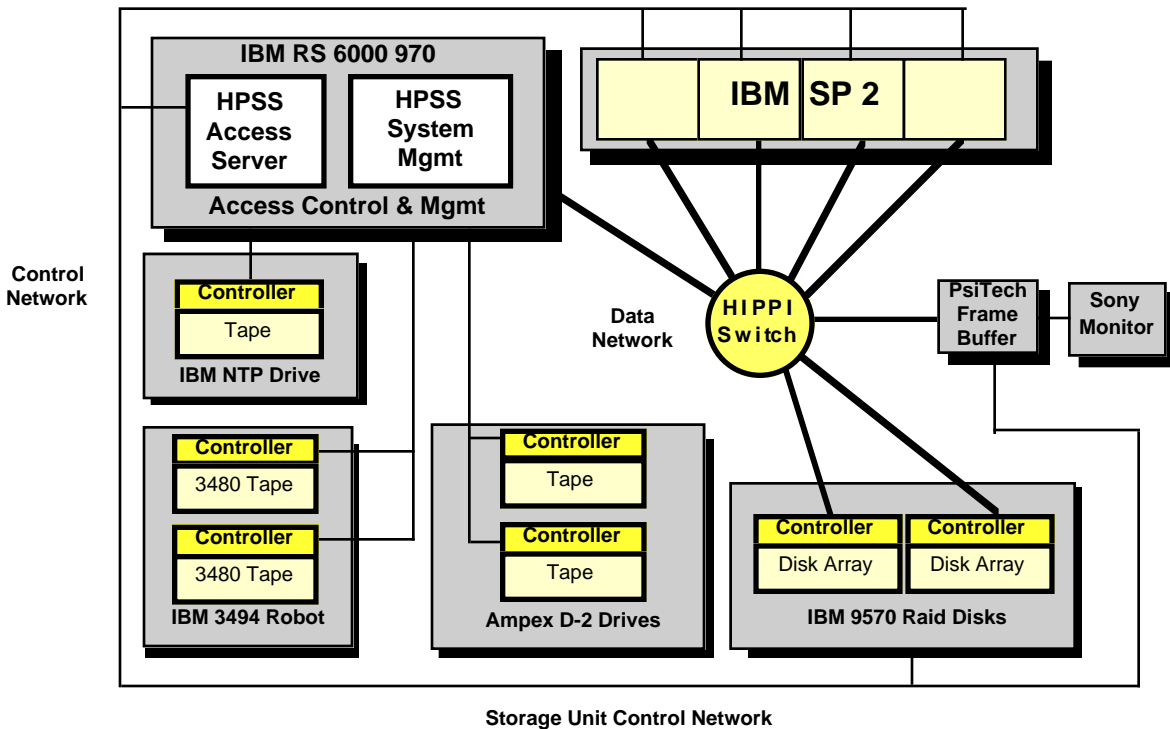 IBM RS 6000 970
HPSS
Access
Server
HPSS
System
Mgmt
Access Control & Mgmt
IBM SP 2
Control
Network
Controller
Tape
IBM NTP Drive
Data
Network
HIPPI
Switch
PsiTech
Frame
Buffer
Sony
Monitor
Controller
3480 Tape
Controller
3480 Tape
IBM 3494 Robot
Controller
Tape
Controller
Tape
Ampex D-2 Drives
Controller
Disk Array
Controller
Disk Array
IBM 9570 Raid Disks
Storage Unit Control Network